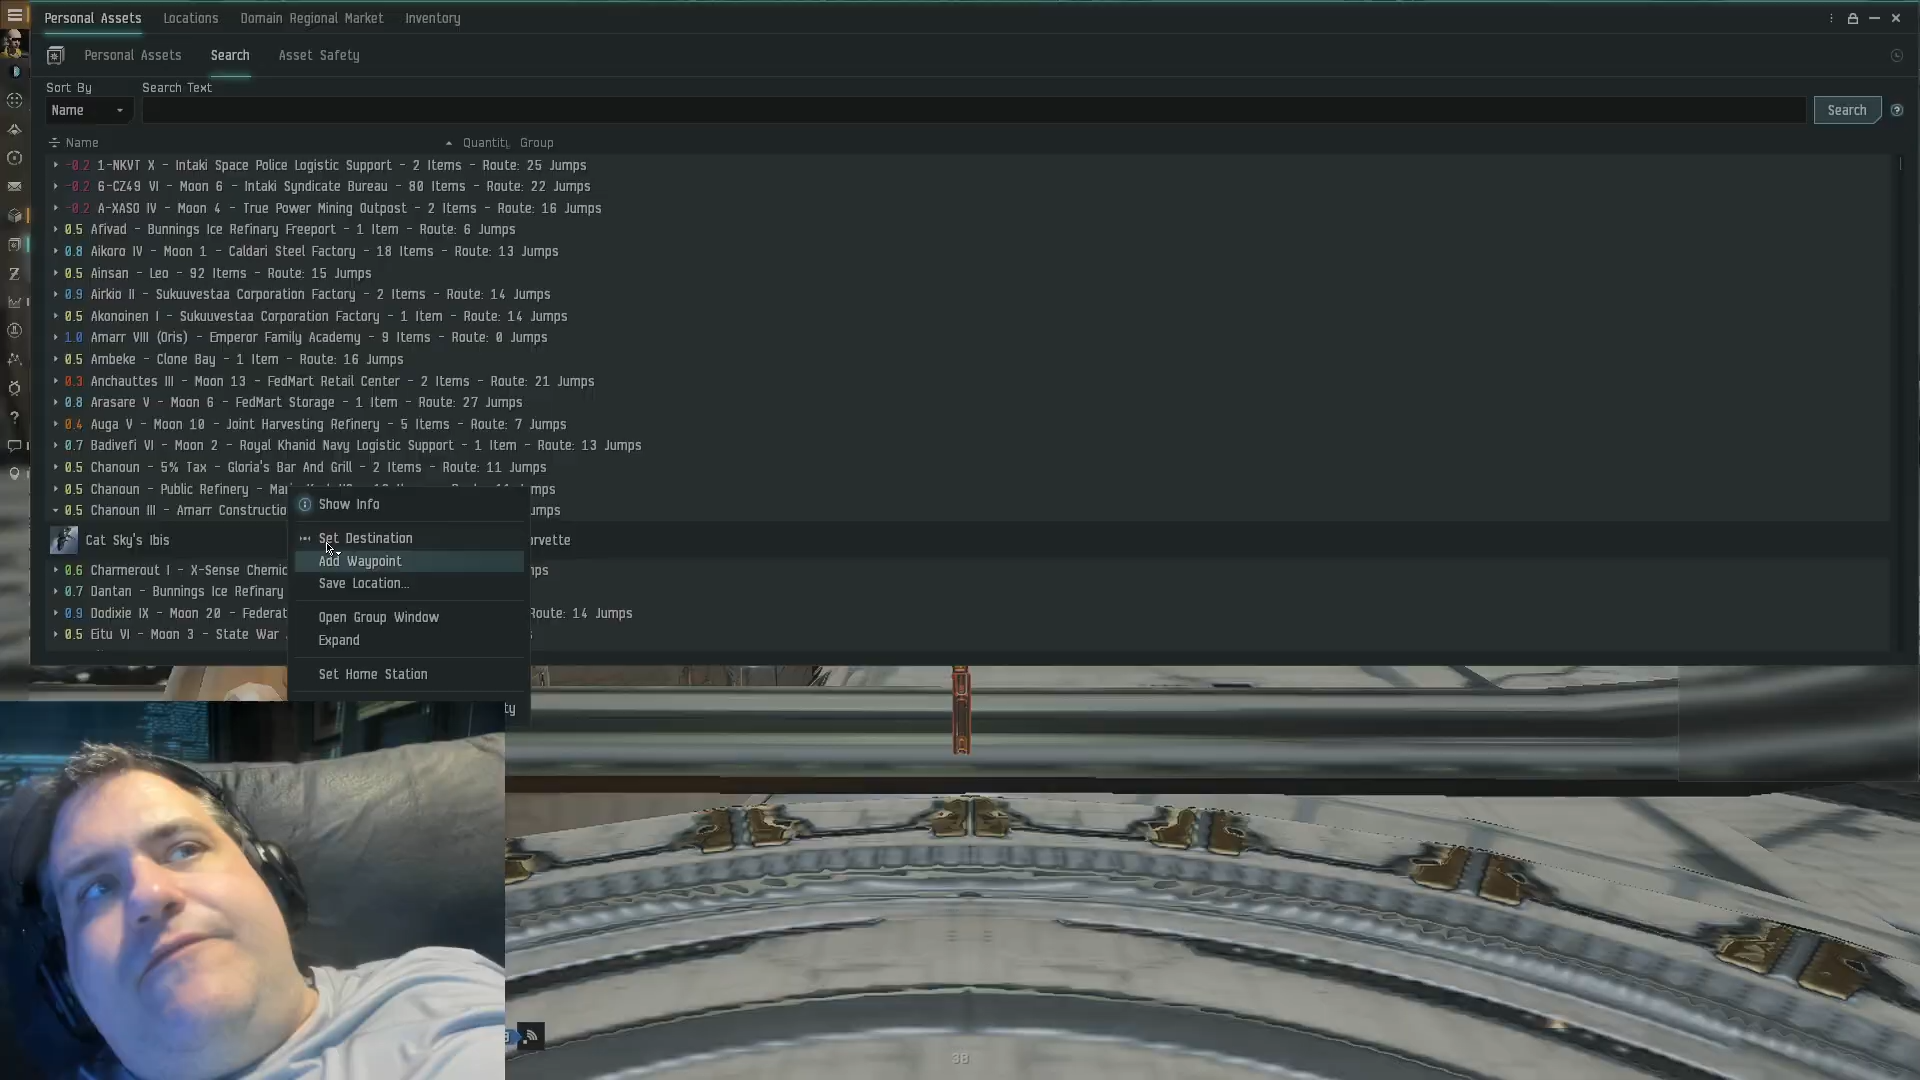 Personal Assets Locations Domain Regional Market Inventory
Personal Assets Search Asset Safety
Sort By Search Text
Name Search
Name Quantity Group
-0.2 1-NKVT X - Intaki Space Police Logistic Support - 2 Items - Route: 25 Jumps
-0.2 6-CZ49 VI - Moon 6 - Intaki Syndicate Bureau - 80 Items - Route: 22 Jumps
-0.2 A-XASO IV - Moon 4 - True Power Mining Outpost - 2 Items - Route: 16 Jumps
0.5 Afivad - Bunnings Ice Refinary Freeport - 1 Item - Route: 6 Jumps
0.8 Aikoro IV - Moon 1 - Caldari Steel Factory - 18 Items - Route: 13 Jumps
0.5 Ainsan - Leo - 92 Items - Route: 15 Jumps
0.9 Airkio II - Sukuuvestaa Corporation Factory - 2 Items - Route: 14 Jumps
0.5 Akonoinen I - Sukuuvestaa Corporation Factory - 1 Item - Route: 14 Jumps
1.0 Amarr VIII (Oris) - Emperor Family Academy - 9 Items - Route: 0 Jumps
0.5 Ambeke - Clone Bay - 1 Item - Route: 16 Jumps
0.3 Anchauttes III - Moon 13 - FedMart Retail Center - 2 Items - Route: 21 Jumps
0.8 Arasare V - Moon 6 - FedMart Storage - 1 Item - Route: 27 Jumps
0.4 Auga V - Moon 10 - Joint Harvesting Refinery - 5 Items - Route: 7 Jumps
0.7 Badivefi VI - Moon 2 - Royal Khanid Navy Logistic Support - 1 Item - Route: 13 Jumps
0.5 Chanoun - 5% Tax - Gloria's Bar And Grill - 2 Items - Route: 11 Jumps
0.5 Chanoun - Public Refinery - Jumps
0.5 Chanoun III - Amarr Constructio umps
Cat Sky's Ibis rvette
0.6 Charmerout I - X-Sense Chemic ps
0.7 Dantan - Bunnings Ice Refinary
0.9 Dodixie IX - Moon 20 - Federat Route: 14 Jumps
0.5 Eitu VI - Moon 3 - State War
Show Info
Set Destination
Add Waypoint
Save Location...
Open Group Window
Expand
Set Home Station
ty